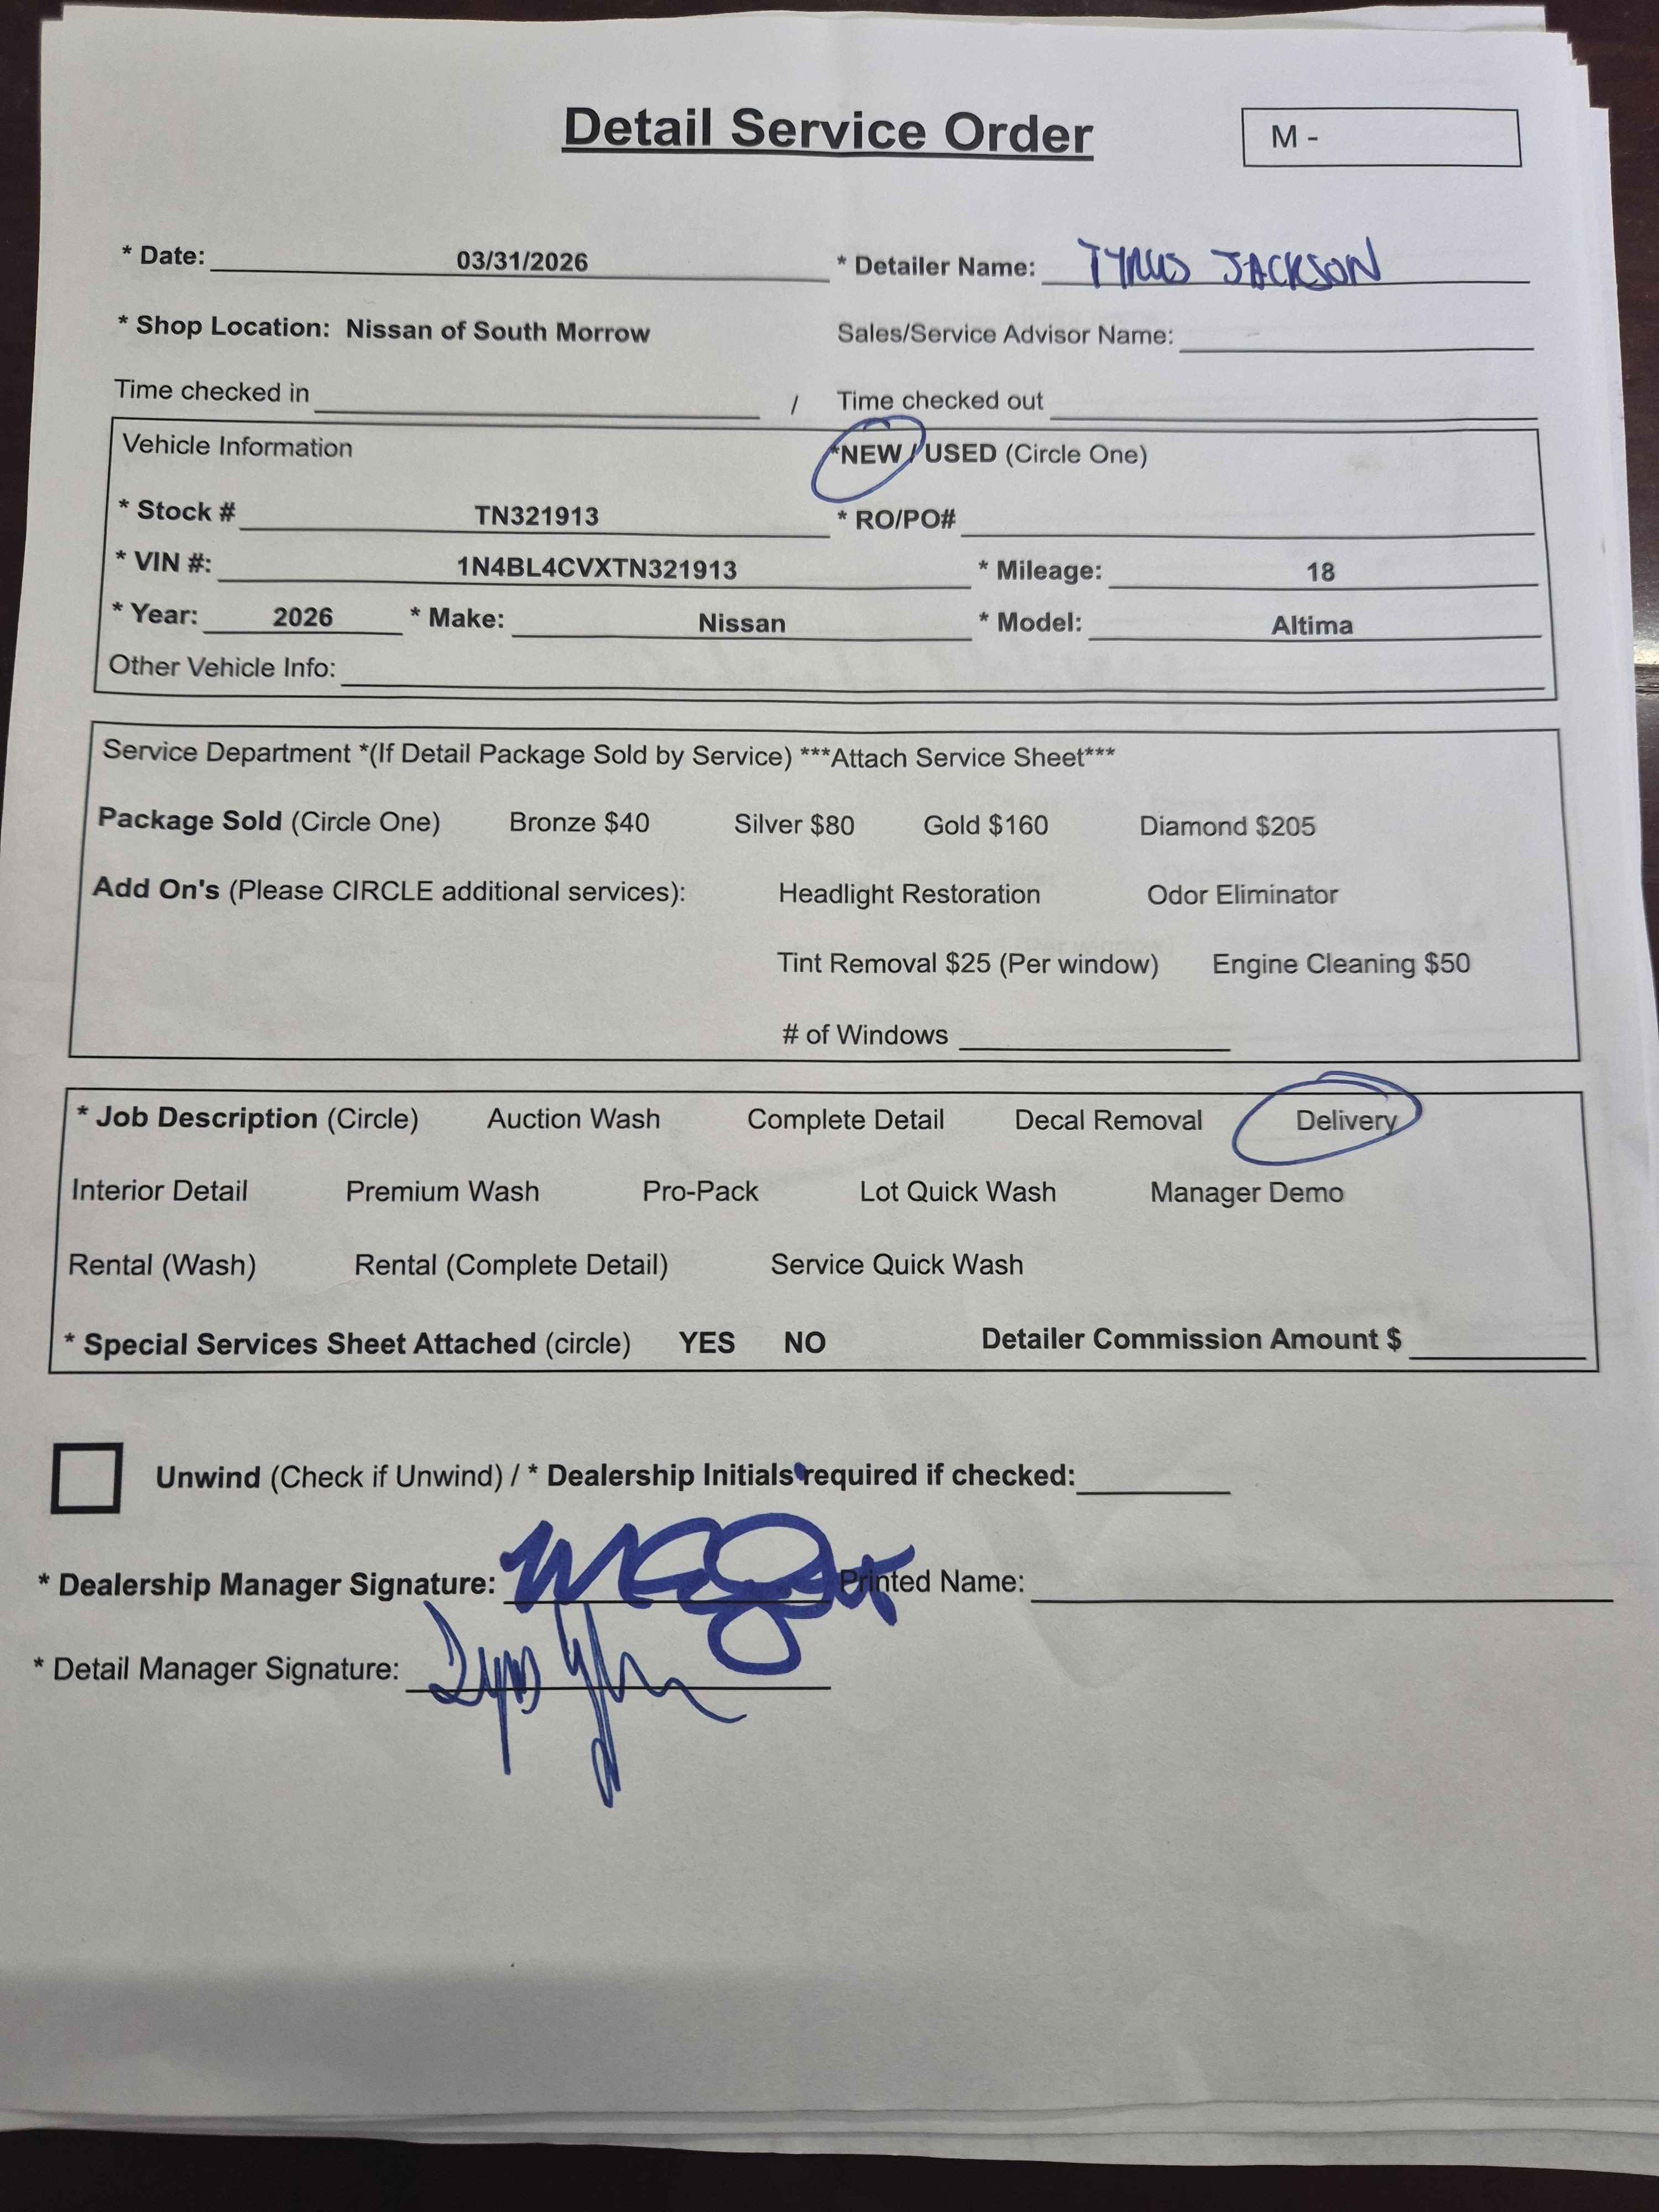 Detail Service Order
M -
* Date: 03/31/2026 * Detailer Name: TYRUS JACKSON
* Shop Location: Nissan of South Morrow Sales/Service Advisor Name:
Time checked in / Time checked out
Vehicle Information *NEW / USED (Circle One)
* Stock # TN321913 * RO/PO#
* VIN #: 1N4BL4CVXTN321913 * Mileage: 18
* Year: 2026 * Make: Nissan * Model: Altima
Other Vehicle Info:
Service Department *(If Detail Package Sold by Service) ***Attach Service Sheet***
Package Sold (Circle One) Bronze $40 Silver $80 Gold $160 Diamond $205
Add On's (Please CIRCLE additional services): Headlight Restoration Odor Eliminator
Tint Removal $25 (Per window) Engine Cleaning $50
# of Windows
* Job Description (Circle) Auction Wash Complete Detail Decal Removal Delivery
Interior Detail Premium Wash Pro-Pack Lot Quick Wash Manager Demo
Rental (Wash) Rental (Complete Detail) Service Quick Wash
* Special Services Sheet Attached (circle) YES NO Detailer Commission Amount $
Unwind (Check if Unwind) / * Dealership Initials required if checked:
* Dealership Manager Signature: Printed Name:
* Detail Manager Signature: